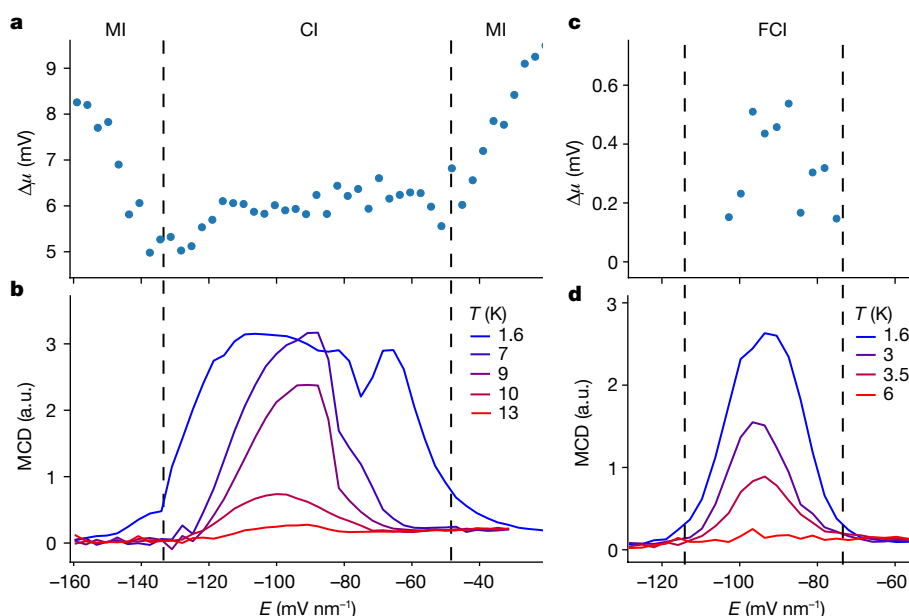 a
MI
CI
MI
9
8
7
6
5
Δμ (mV)
b
T (K)
1.6
7
9
10
13
3
2
1
0
MCD (a.u.)
−160
−140
−120
−100
−80
−60
−40
E (mV nm⁻¹)
c
FCI
0.6
0.4
0.2
0
Δμ (mV)
d
T (K)
1.6
3
3.5
6
3
2
1
0
MCD (a.u.)
−120
−100
−80
−60
E (mV nm⁻¹)